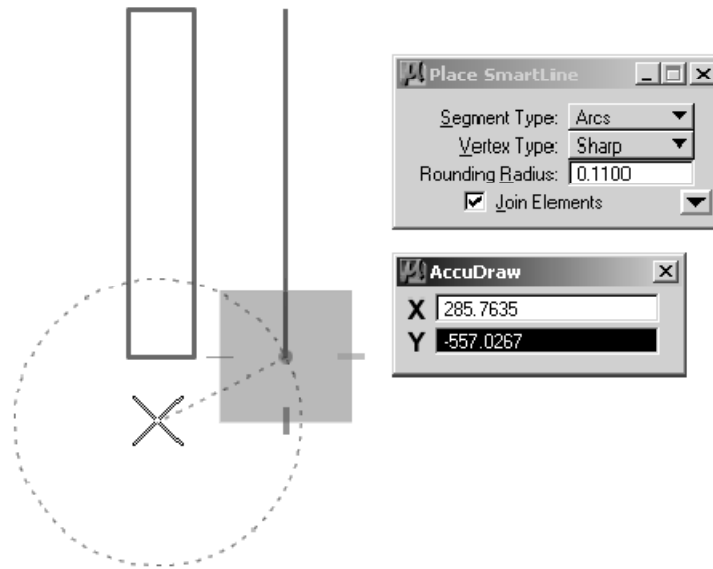 Place SmartLine
Segment Type: Arcs
Vertex Type: Sharp
Rounding Radius: 0.1100
Join Elements
AccuDraw
X 285.7635
Y -557.0267